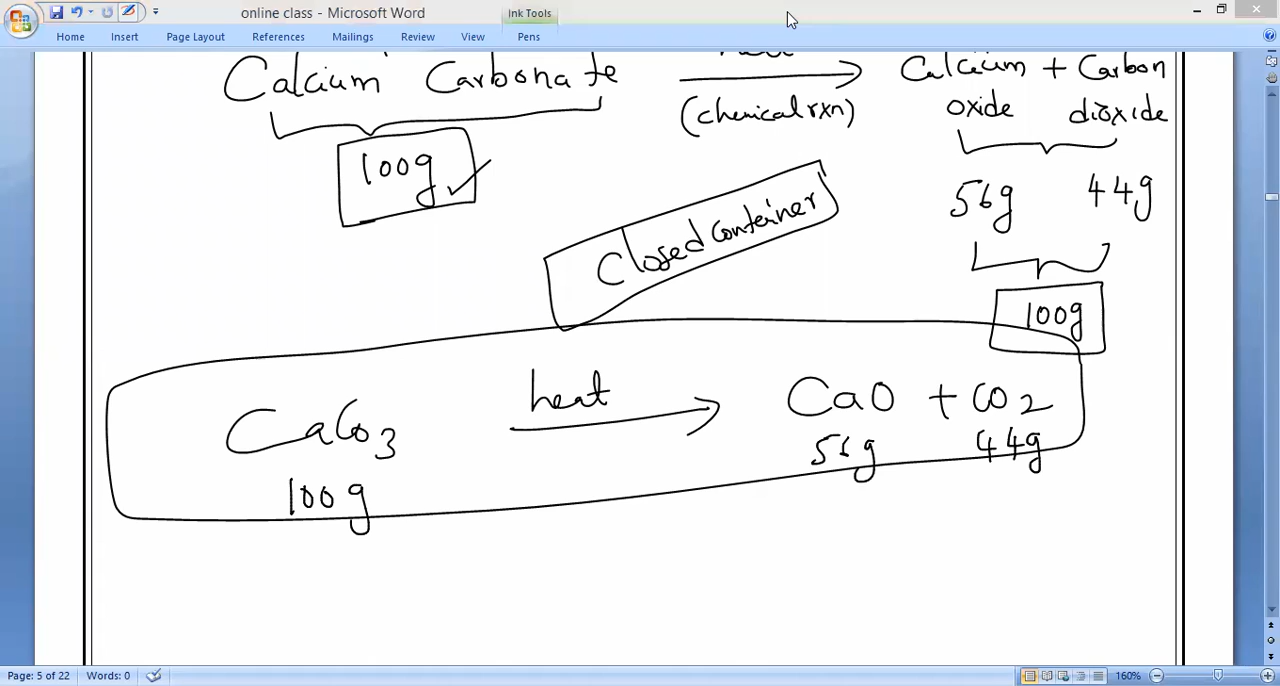 online class - Microsoft Word
Ink Tools
Home Insert Page Layout References Mailings Review View Pens
Calcium Carbonate Calcium + Carbon
(chemical rxn) oxide dioxide
100g 56g 44g
Closed container
100g
heat
CaCo3 CaO + CO2
100g 56g 44g
Page: 5 of 22 Words: 0 160%